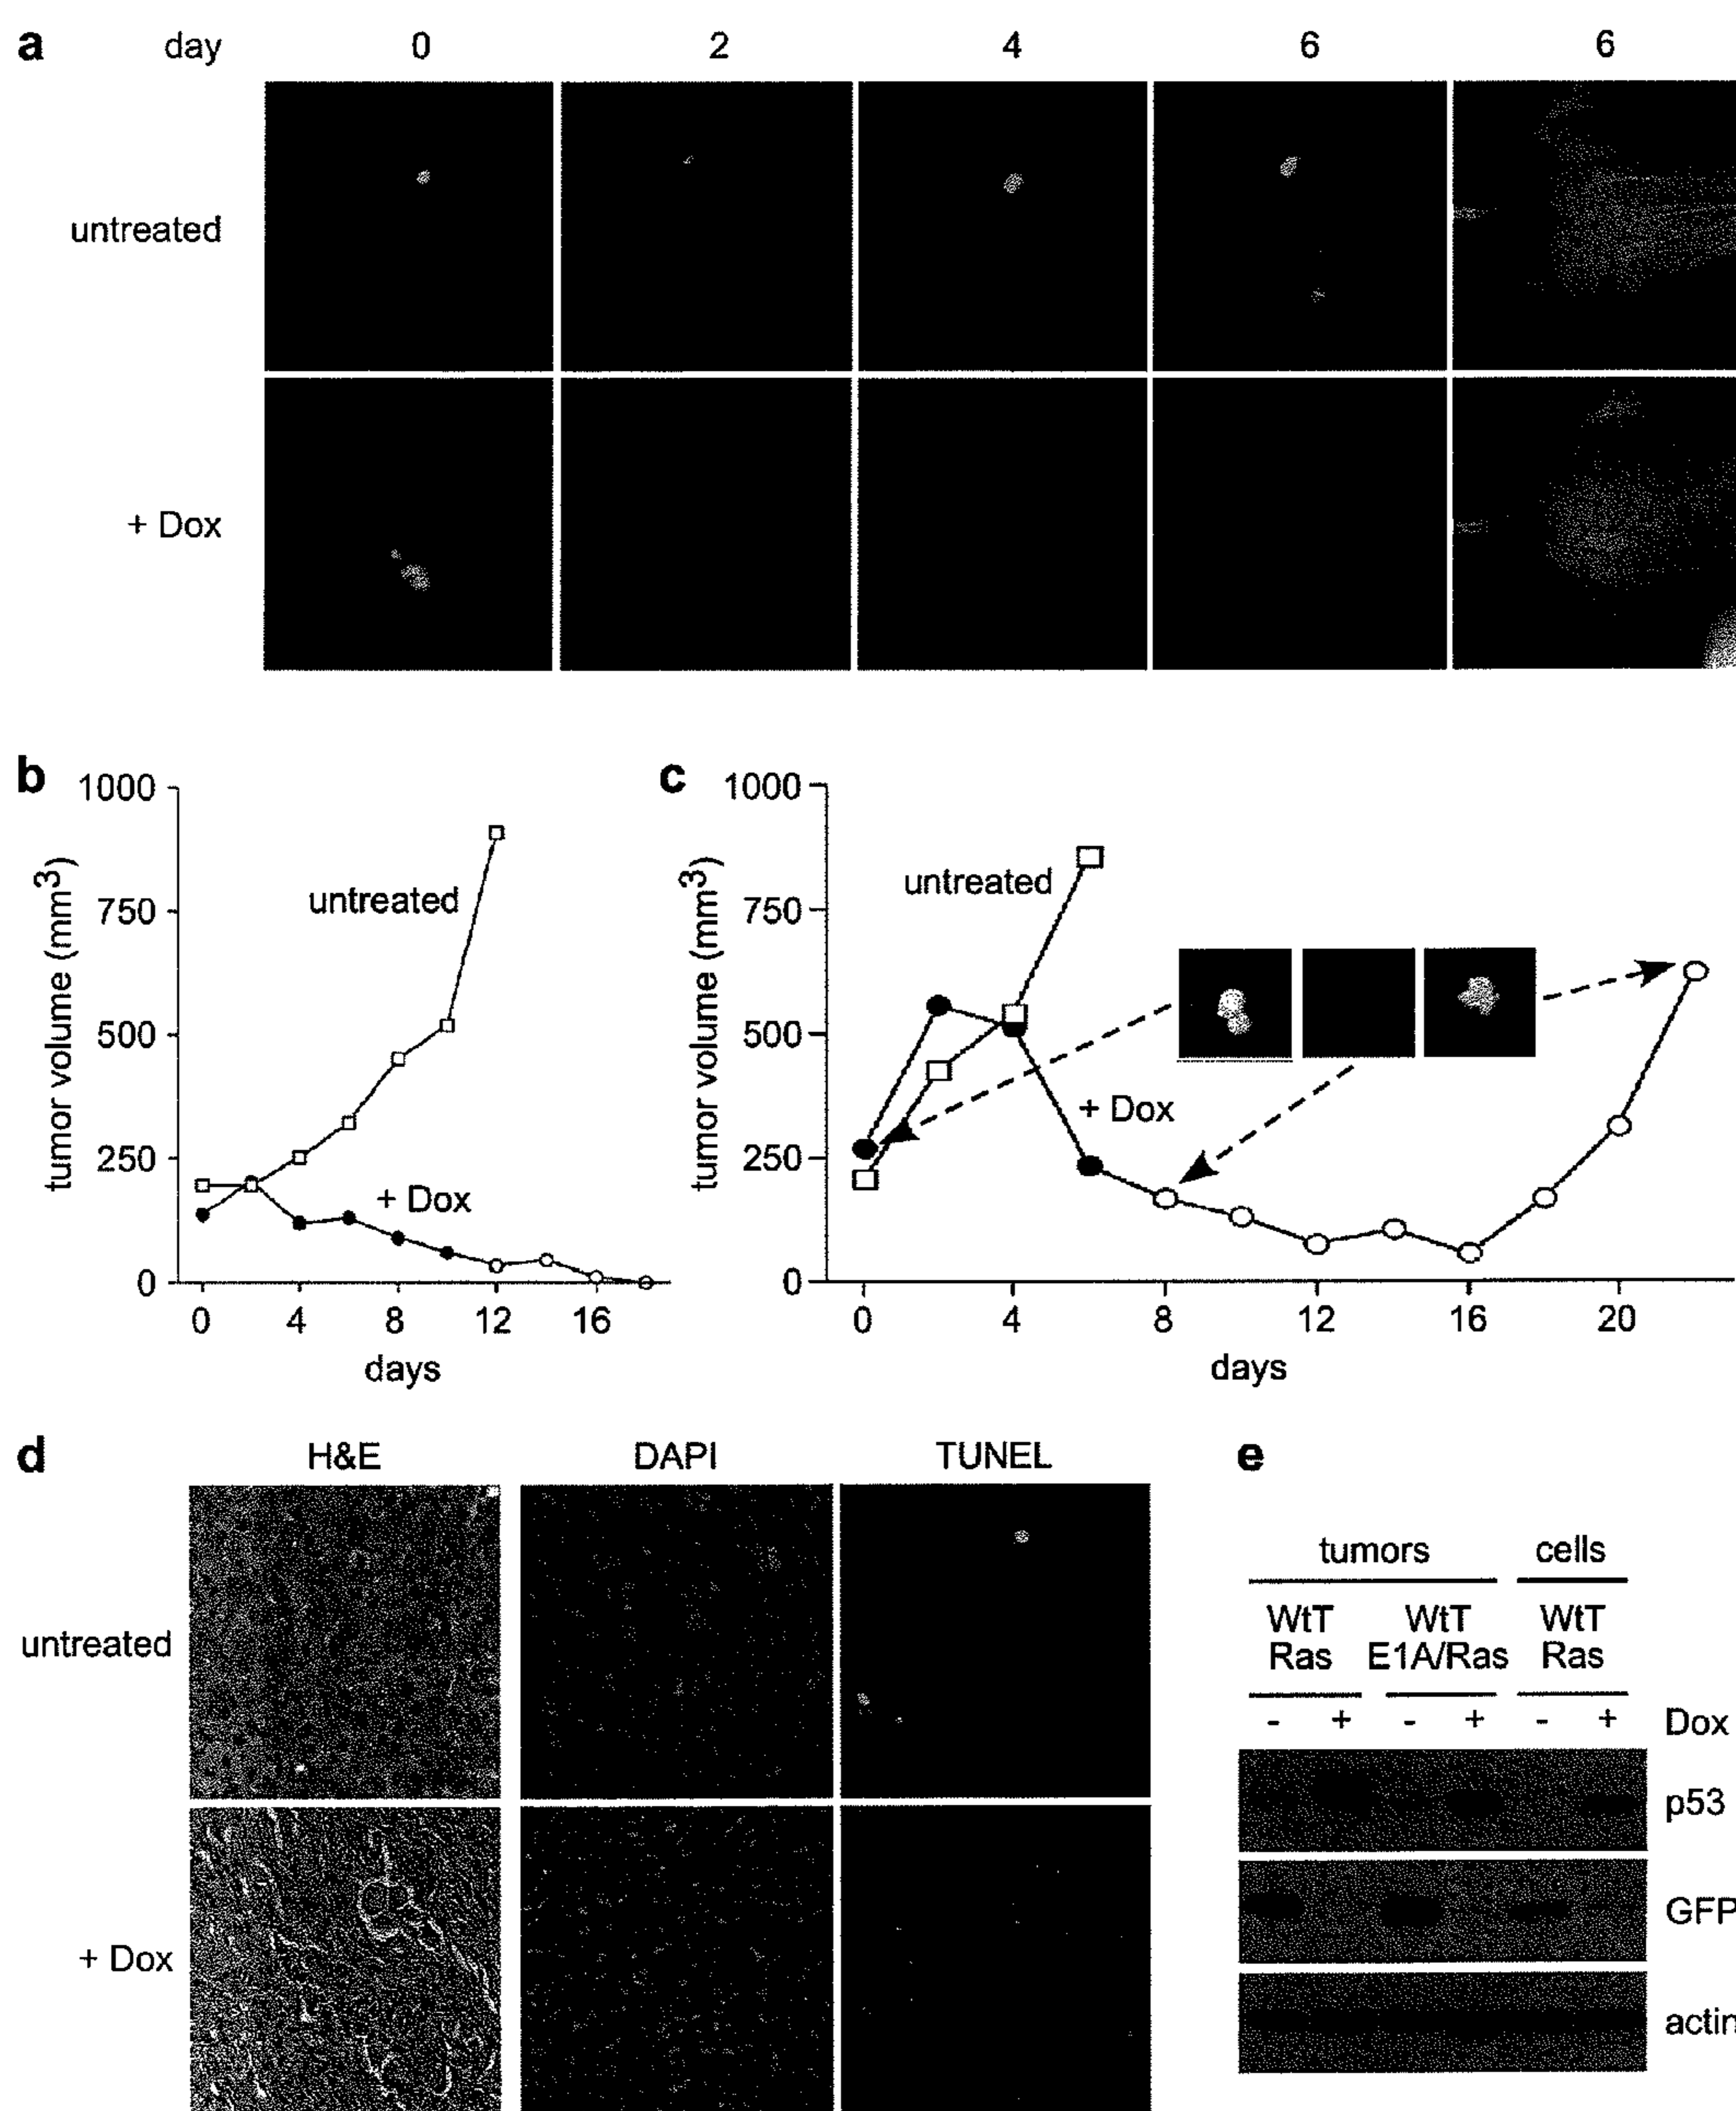 a day 0 2 4 6 6
untreated
+ Dox
b
1000
750
500
250
0
tumor volume (mm3)
untreated
+ Dox
0 4 8 12 16
days
c
1000
750
500
250
0
tumor volume (mm3)
untreated
+ Dox
0 4 8 12 16 20
days
d H&E DAPI TUNEL
untreated
+ Dox
e
tumors cells
WtT WtT WtT
Ras E1A/Ras Ras
- + - + - + Dox
p53
GFP
actin